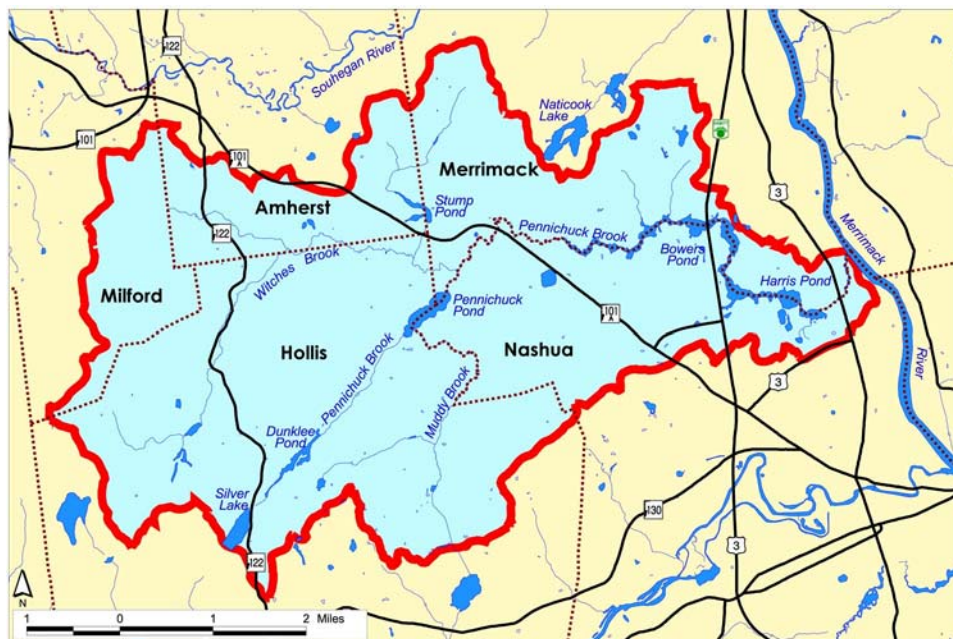 122
Souhegan River
101
101
A
Naticook
Lake
3
Merrimack
Amherst
Stump
Pond
122
Pennichuck Brook
Bowers
Pond
Merrimack
River
Witches Brook
Harris Pond
Milford
Pennichuck
Pond
101
A
Hollis
Nashua
Pennichuck Brook
Muddy Brook
3
Dunklee
Pond
Silver
Lake
130
3
122
N
1 0 1 2 Miles